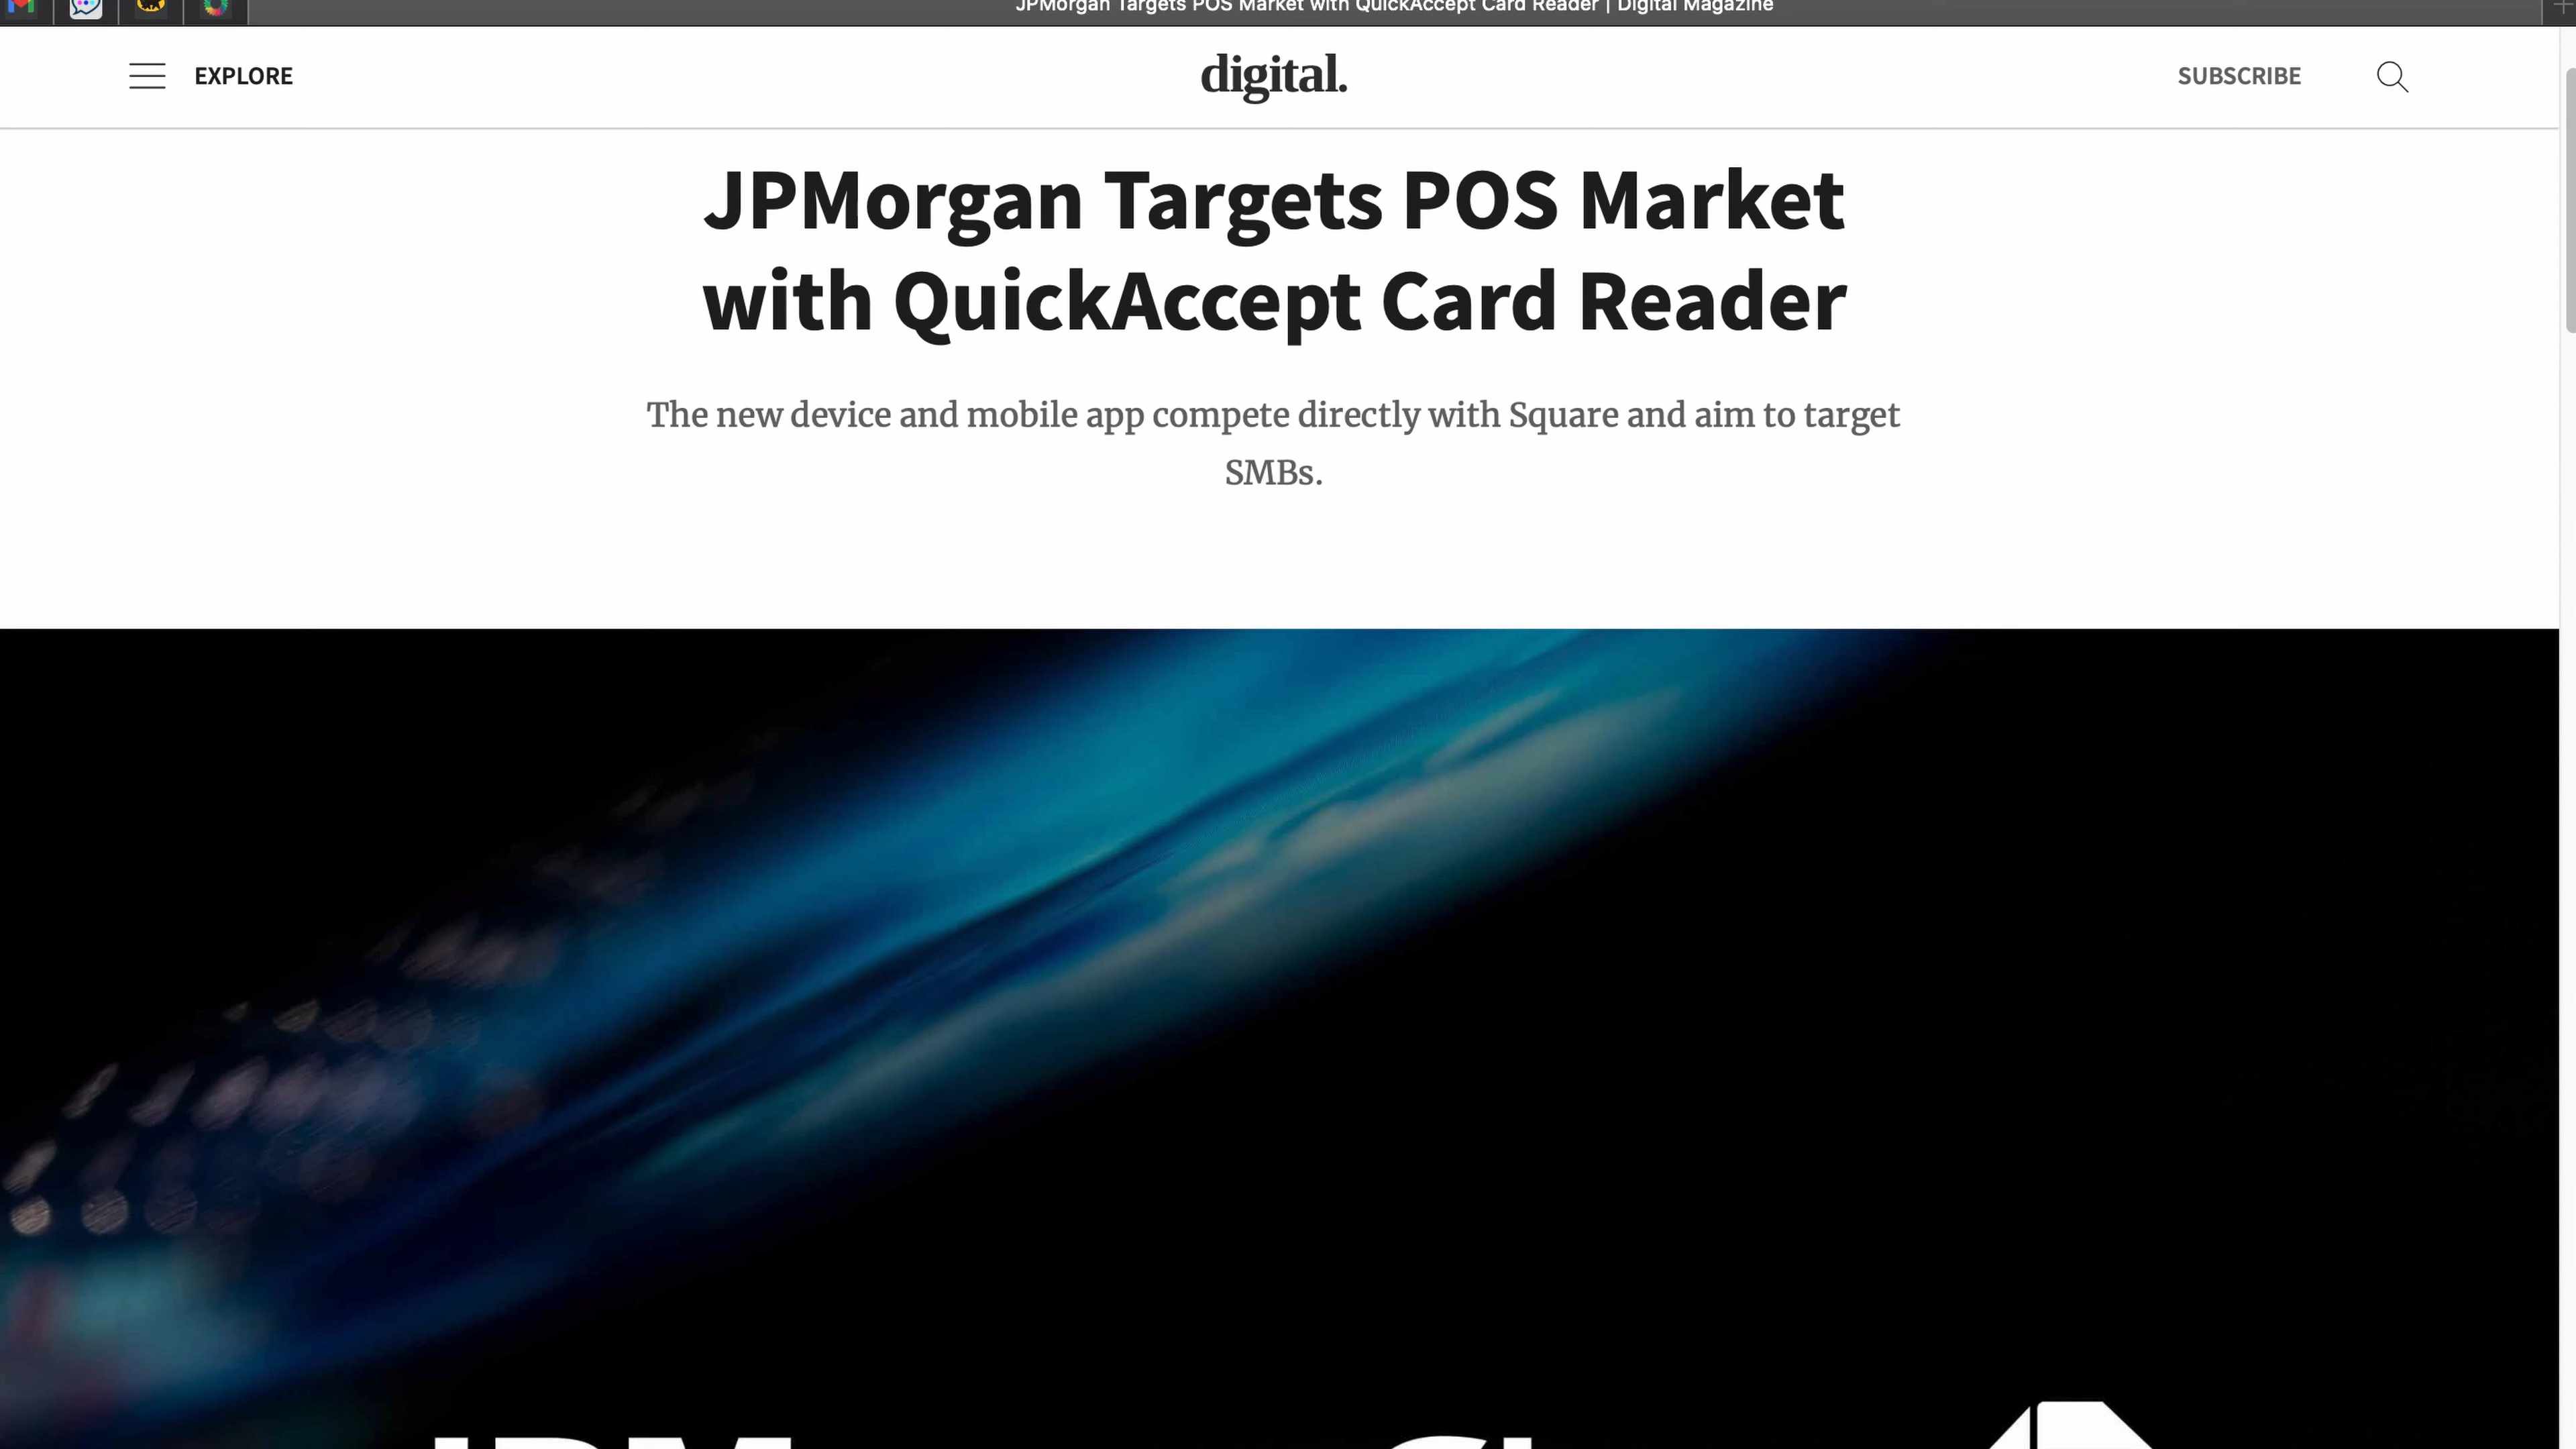 JPMorgan Targets POS Market with QuickAccept Card Reader | Digital Magazine
EXPLORE
digital.
SUBSCRIBE
JPMorgan Targets POS Market
with QuickAccept Card Reader
The new device and mobile app compete directly with Square and aim to target
SMBs.